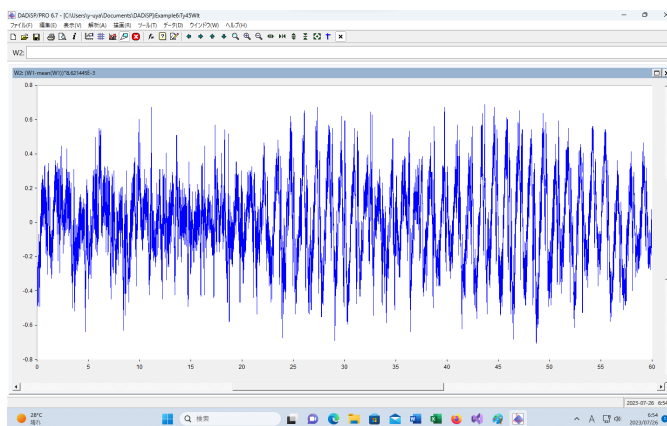 DADiSP/PRO 6.7 - [C:\Users\y-uya\Documents\DADiSP]Example6\Ty45Wlt
ファイル(F) 編集(E) 表示(V) 解析(A) 描画(R) ツール(T) データ(D) ウインドウ(W) ヘルプ(H)
W2:
W2: (W1-mean(W1))*8.621445E-3
0.8
0.6
0.4
0.2
0
-0.2
-0.4
-0.6
-0.8
0 5 10 15 20 25 30 35 40 45 50 55 60
2023-07-26 6:54
28°C
晴れ
検索
A
6:54
2023/07/26